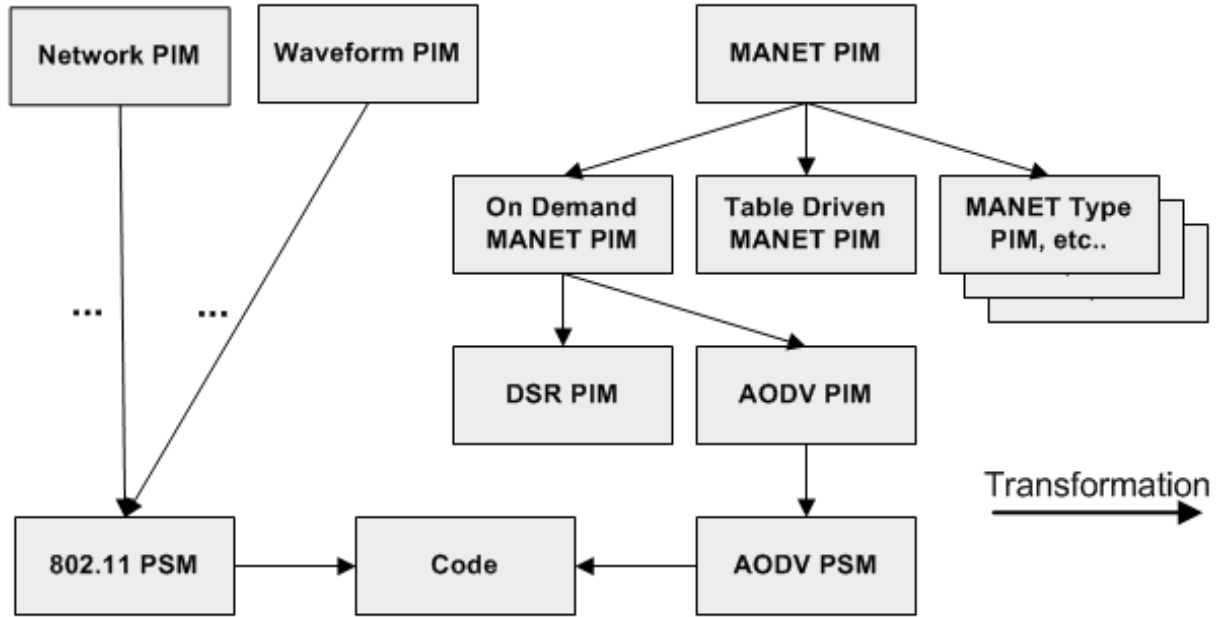 Network PIM
Waveform PIM
MANET PIM
On Demand
MANET PIM
Table Driven
MANET PIM
MANET Type
PIM, etc..
...
...
DSR PIM
AODV PIM
Transformation
802.11 PSM
Code
AODV PSM